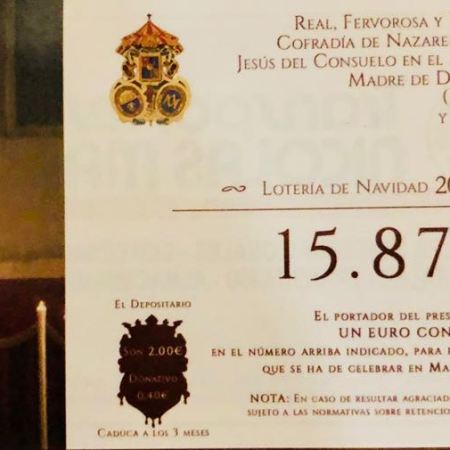 Real, Fervorosa y
Cofradía de Nazare
Jesús del Consuelo en el
Madre de D
(
y
Lotería de Navidad 20
15.87
El Depositario
Son 2.00€
Donativo
0,40€
Caduca a los 3 meses
El portador del pres
un euro con
en el número arriba indicado, para
que se ha de celebrar en Ma
NOTA: En caso de resultar agraciad
sujeto a las normativas sobre retenció